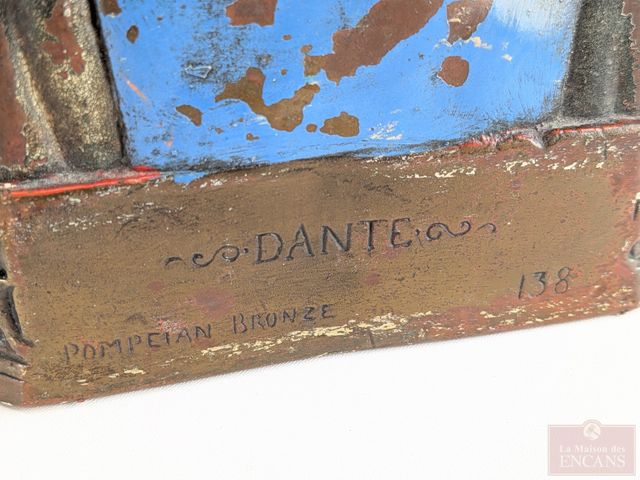 DANTE
138
POMPEIAN BRONZE
La Maison des
ENCANS